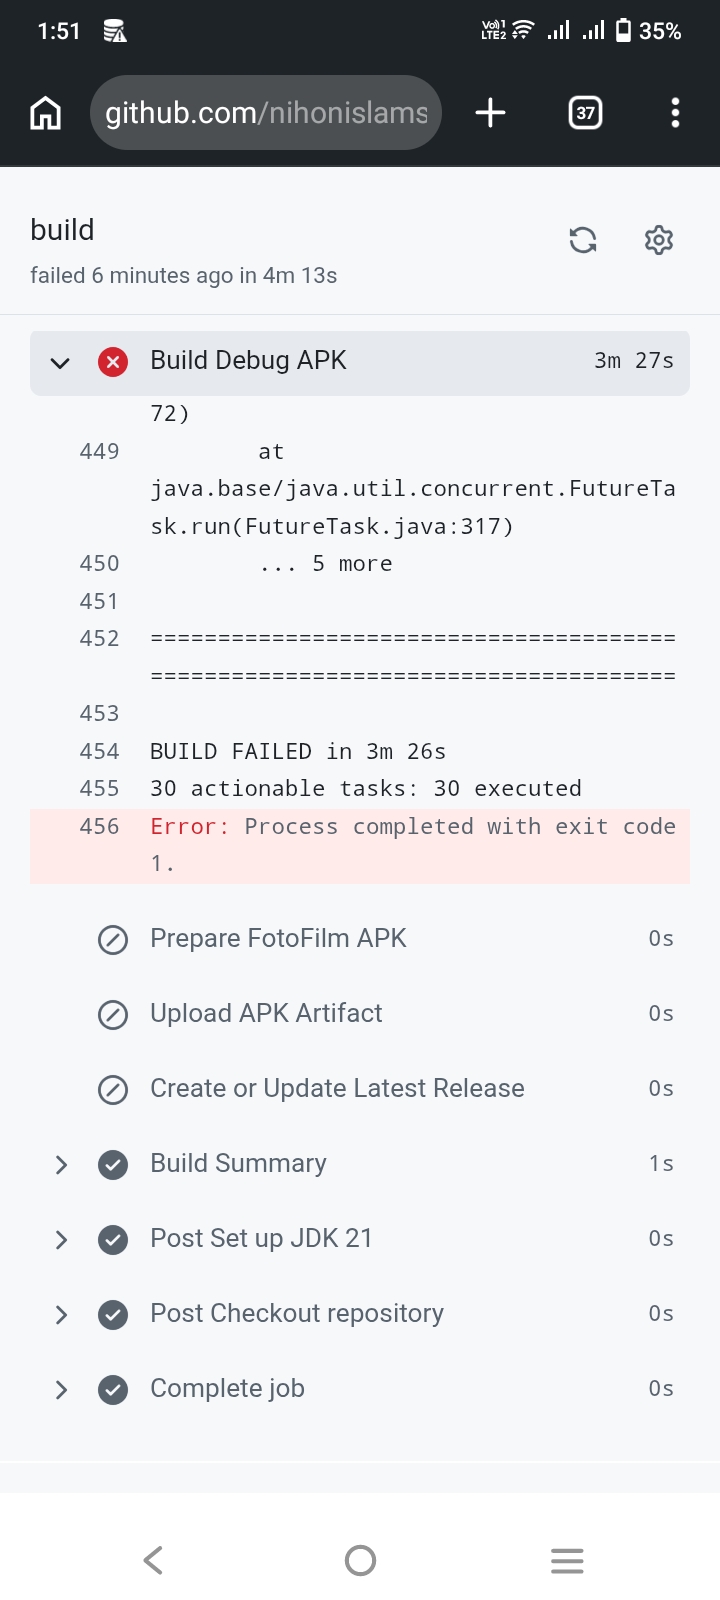 1:51
Vo))1
LTE2
35%
github.com/nihonislams
37
build
failed 6 minutes ago in 4m 13s
Build Debug APK 3m 27s
72)
449 at
java.base/java.util.concurrent.FutureTa
sk.run(FutureTask.java:317)
450 ... 5 more
451
452 =======================================
=======================================
453
454 BUILD FAILED in 3m 26s
455 30 actionable tasks: 30 executed
456 Error: Process completed with exit code
1.
Prepare FotoFilm APK 0s
Upload APK Artifact 0s
Create or Update Latest Release 0s
Build Summary 1s
Post Set up JDK 21 0s
Post Checkout repository 0s
Complete job 0s